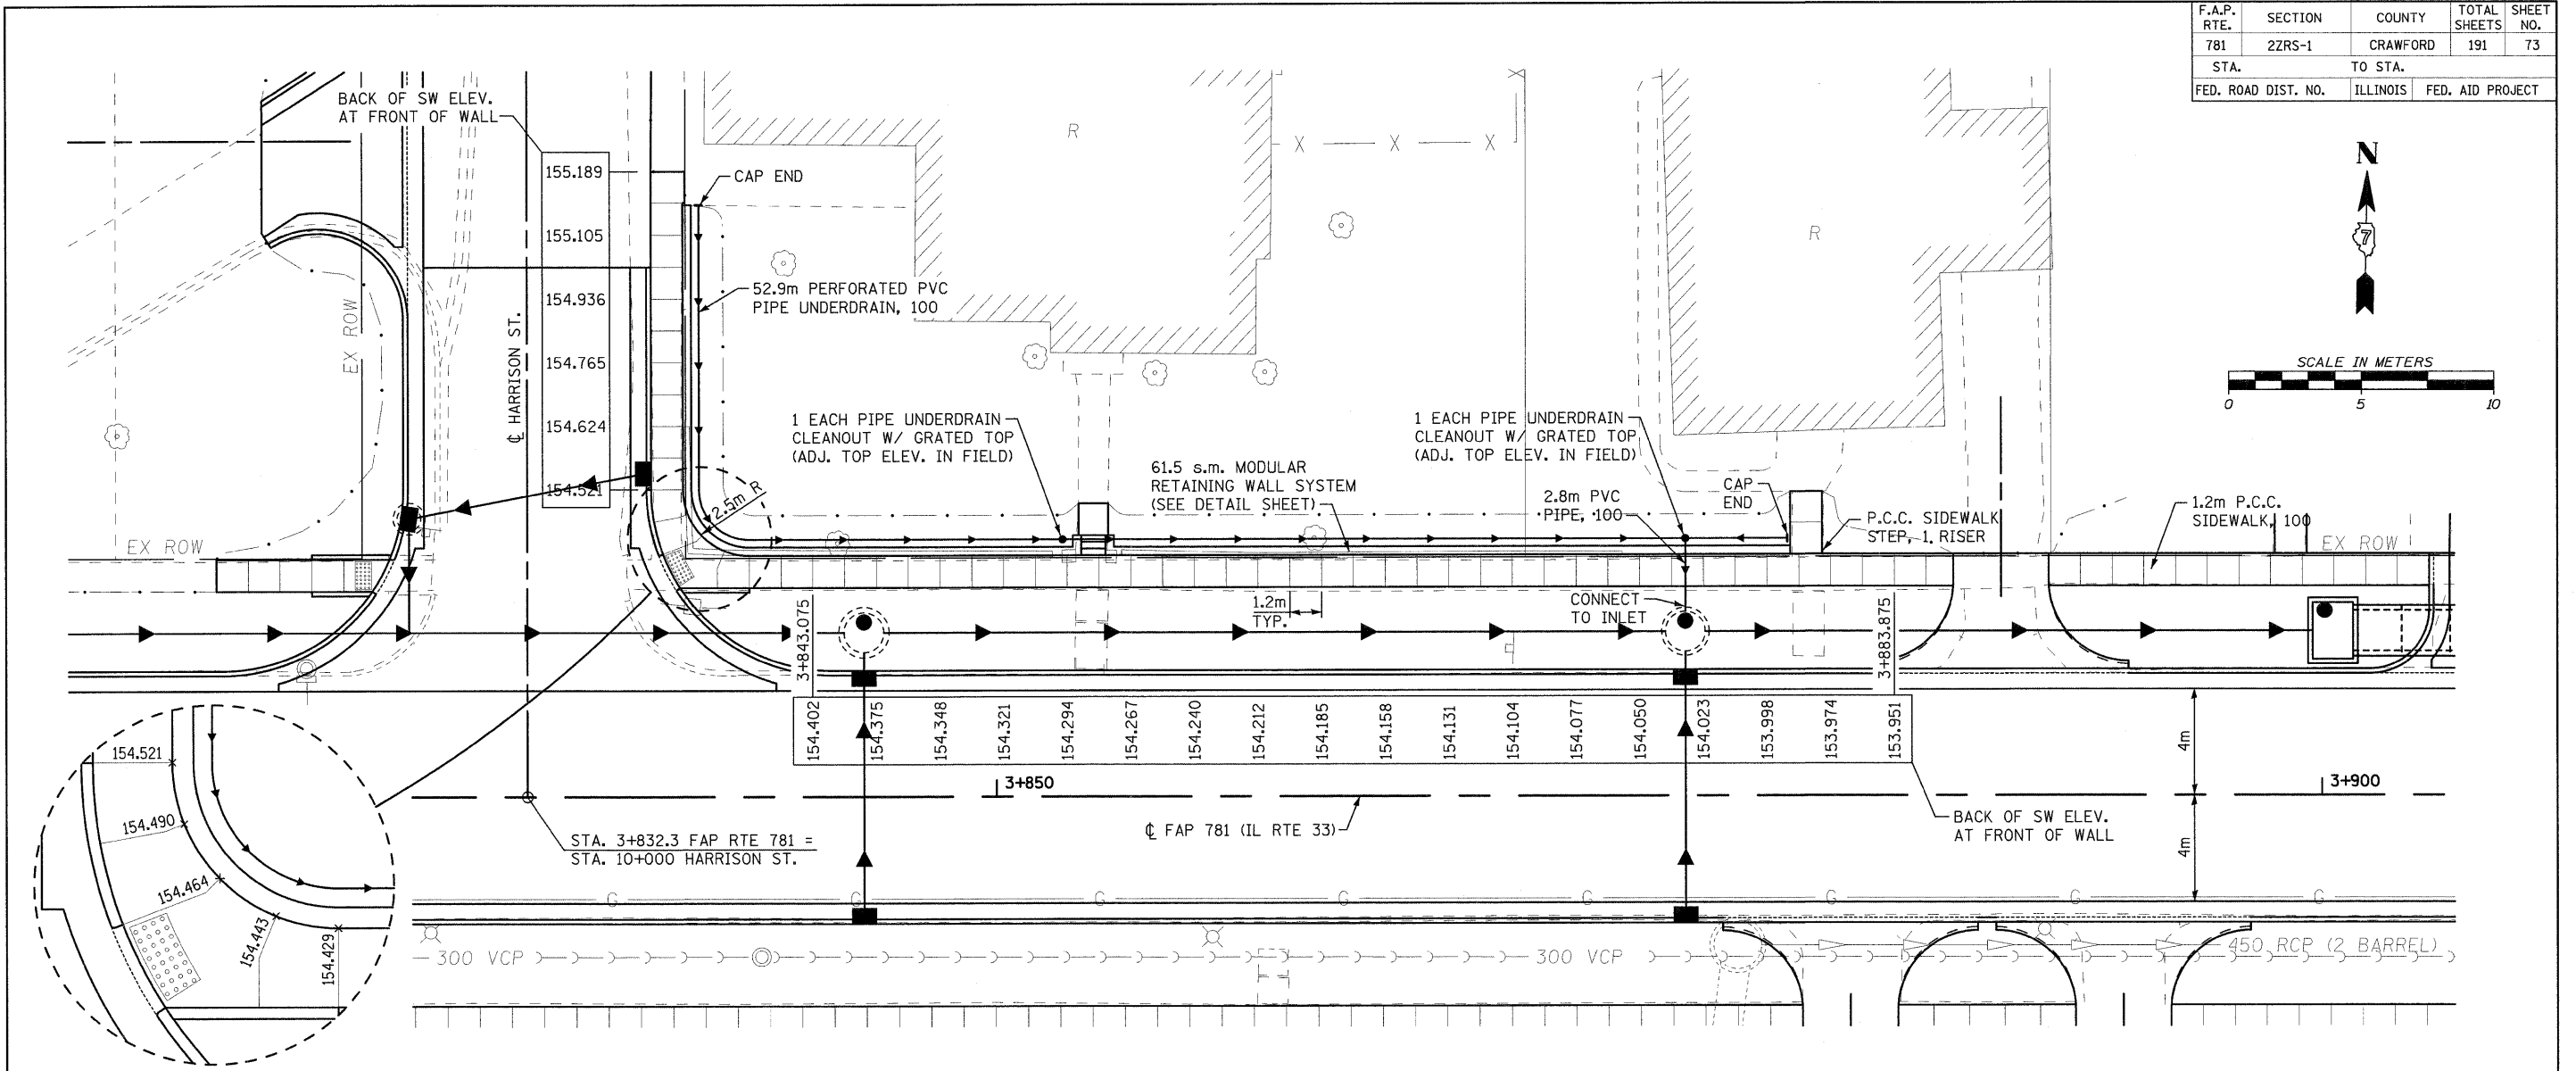 F.A.P. RTE. SECTION COUNTY TOTAL SHEETS SHEET NO.
781 2ZRS-1 CRAWFORD 191 73
STA. TO STA.
FED. ROAD DIST. NO. ILLINOIS FED. AID PROJECT
BACK OF SW ELEV.
AT FRONT OF WALL
155.189
155.105
154.936
154.765
154.624
154.521
CAP END
52.9m PERFORATED PVC
PIPE UNDERDRAIN, 100
EX ROW
℄ HARRISON ST.
R
X X X
R
N
7
SCALE IN METERS
0 5 10
1 EACH PIPE UNDERDRAIN
CLEANOUT W/ GRATED TOP
(ADJ. TOP ELEV. IN FIELD)
61.5 s.m. MODULAR
RETAINING WALL SYSTEM
(SEE DETAIL SHEET)
1 EACH PIPE UNDERDRAIN
CLEANOUT W/ GRATED TOP
(ADJ. TOP ELEV. IN FIELD)
2.8m PVC
PIPE, 100
CAP
END
P.C.C. SIDEWALK
STEP, 1 RISER
1.2m P.C.C.
SIDEWALK, 100
2.5m R
EX ROW
EX ROW
1.2m
TYP.
CONNECT
TO INLET
3+843.075
3+883.875
154.402
154.375
154.348
154.321
154.294
154.267
154.240
154.212
154.185
154.158
154.131
154.104
154.077
154.050
154.023
153.998
153.974
153.951
4m
4m
3+850
3+900
℄ FAP 781 (IL RTE 33)
BACK OF SW ELEV.
AT FRONT OF WALL
STA. 3+832.3 FAP RTE 781 =
STA. 10+000 HARRISON ST.
154.521
154.490
154.464
154.443
154.429
G G G G G G G G
300 VCP
300 VCP
450 RCP (2 BARREL)